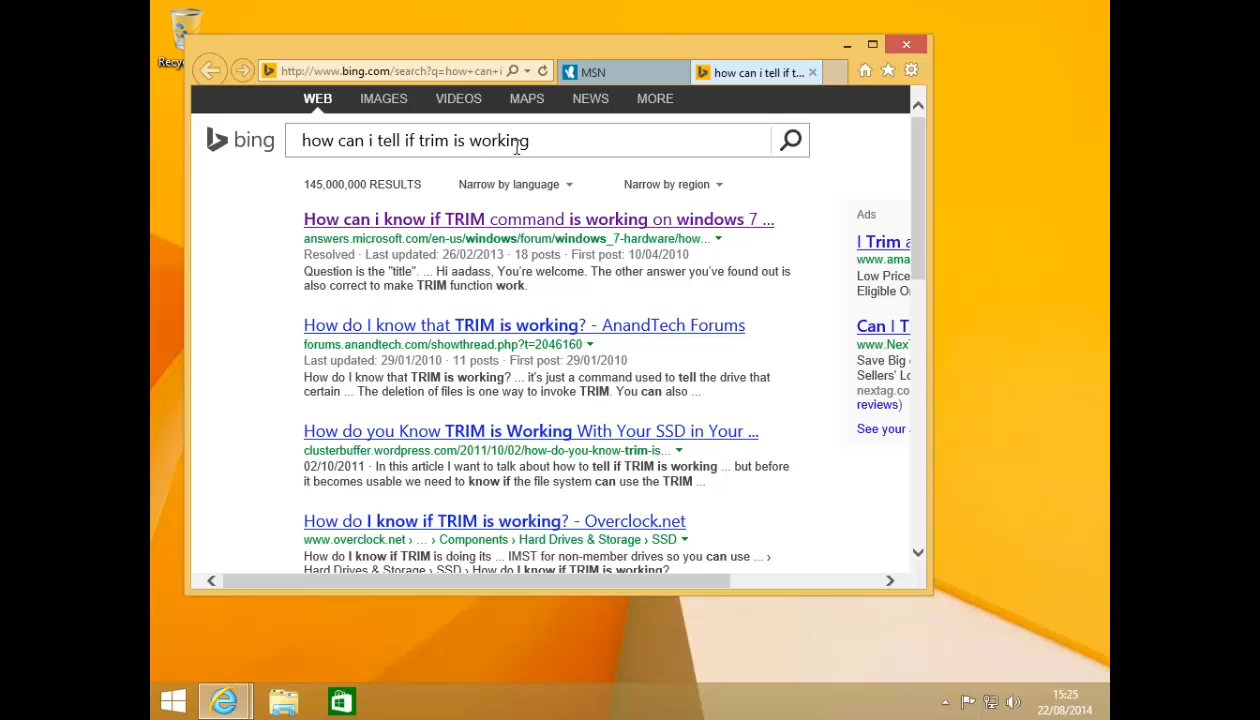 Recyc
http://www.bing.com/search?q=how+can+i
MSN
how can i tell if t...
WEB IMAGES VIDEOS MAPS NEWS MORE
bing
how can i tell if trim is working
145,000,000 RESULTS Narrow by language Narrow by region
How can i know if TRIM command is working on windows 7 ...
answers.microsoft.com/en-us/windows/forum/windows_7-hardware/how...
Resolved · Last updated: 26/02/2013 · 18 posts · First post: 10/04/2010
Question is the "title". ... Hi aadass, You're welcome. The other answer you've found out is
also correct to make TRIM function work.
How do I know that TRIM is working? - AnandTech Forums
forums.anandtech.com/showthread.php?t=2046160
Last updated: 29/01/2010 · 11 posts · First post: 29/01/2010
How do I know that TRIM is working? ... it's just a command used to tell the drive that
certain ... The deletion of files is one way to invoke TRIM. You can also ...
How do you Know TRIM is Working With Your SSD in Your ...
clusterbuffer.wordpress.com/2011/10/02/how-do-you-know-trim-is...
02/10/2011 · In this article I want to talk about how to tell if TRIM is working ... but before
it becomes usable we need to know if the file system can use the TRIM ...
How do I know if TRIM is working? - Overclock.net
www.overclock.net › ... › Components › Hard Drives & Storage › SSD
How do I know if TRIM is doing its ... IMST for non-member drives so you can use ... ›
Hard Drives & Storage › SSD › How do I know if TRIM is working?
Ads
I Trim a
www.ama
Low Price
Eligible O
Can I T
www.Nex
Save Big
Sellers' Lo
nextag.co
reviews)
See your
15:25
22/08/2014